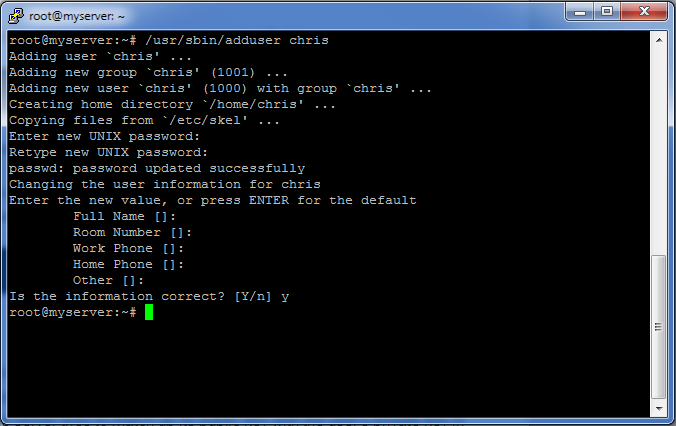 root@myserver: ~
root@myserver:~# /usr/sbin/adduser chris
Adding user `chris' ...
Adding new group `chris' (1001) ...
Adding new user `chris' (1000) with group `chris' ...
Creating home directory `/home/chris' ...
Copying files from `/etc/skel' ...
Enter new UNIX password:
Retype new UNIX password:
passwd: password updated successfully
Changing the user information for chris
Enter the new value, or press ENTER for the default
Full Name []:
Room Number []:
Work Phone []:
Home Phone []:
Other []:
Is the information correct? [Y/n] y
root@myserver:~#